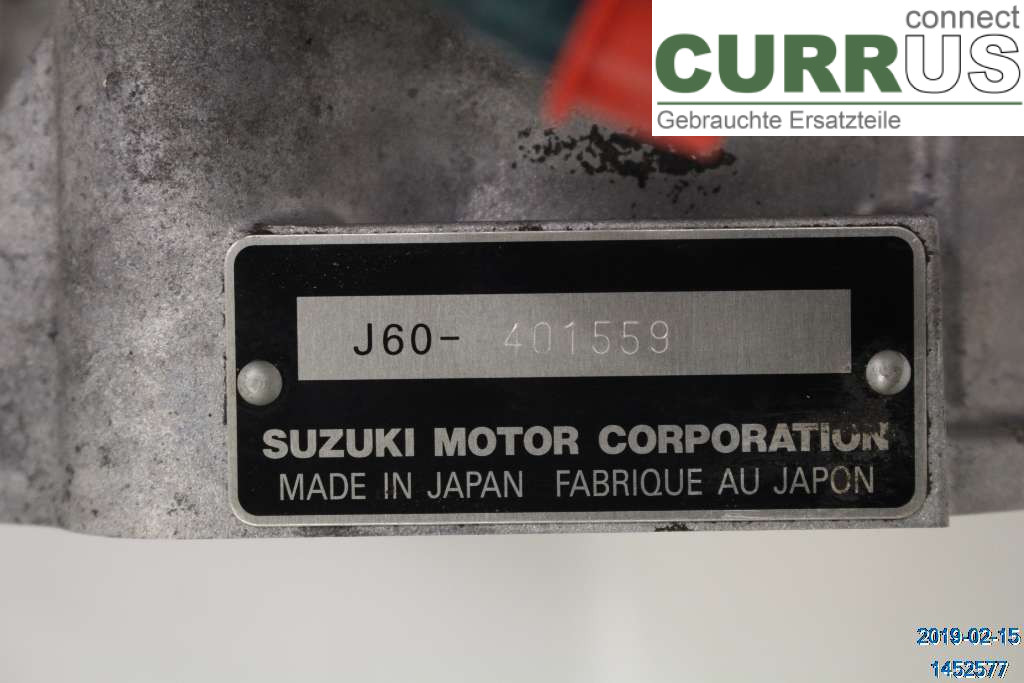 connect
CURRUS
Gebrauchte Ersatzteile
J60- 401559
SUZUKI MOTOR CORPORATION
MADE IN JAPAN FABRIQUE AU JAPON
2019-02-15
1452577